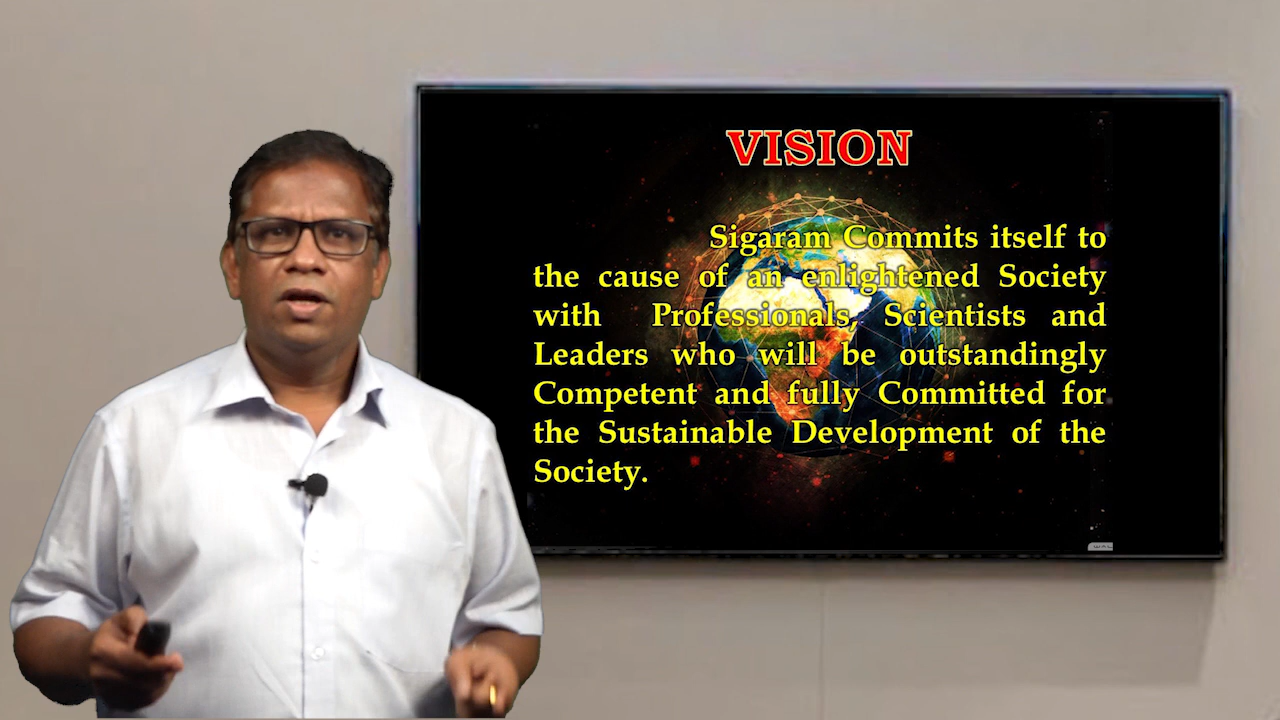 VISION
Sigaram Commits itself to
the cause of an enlightened Society
with Professionals, Scientists and
Leaders who will be outstandingly
Competent and fully Committed for
the Sustainable Development of the
Society.